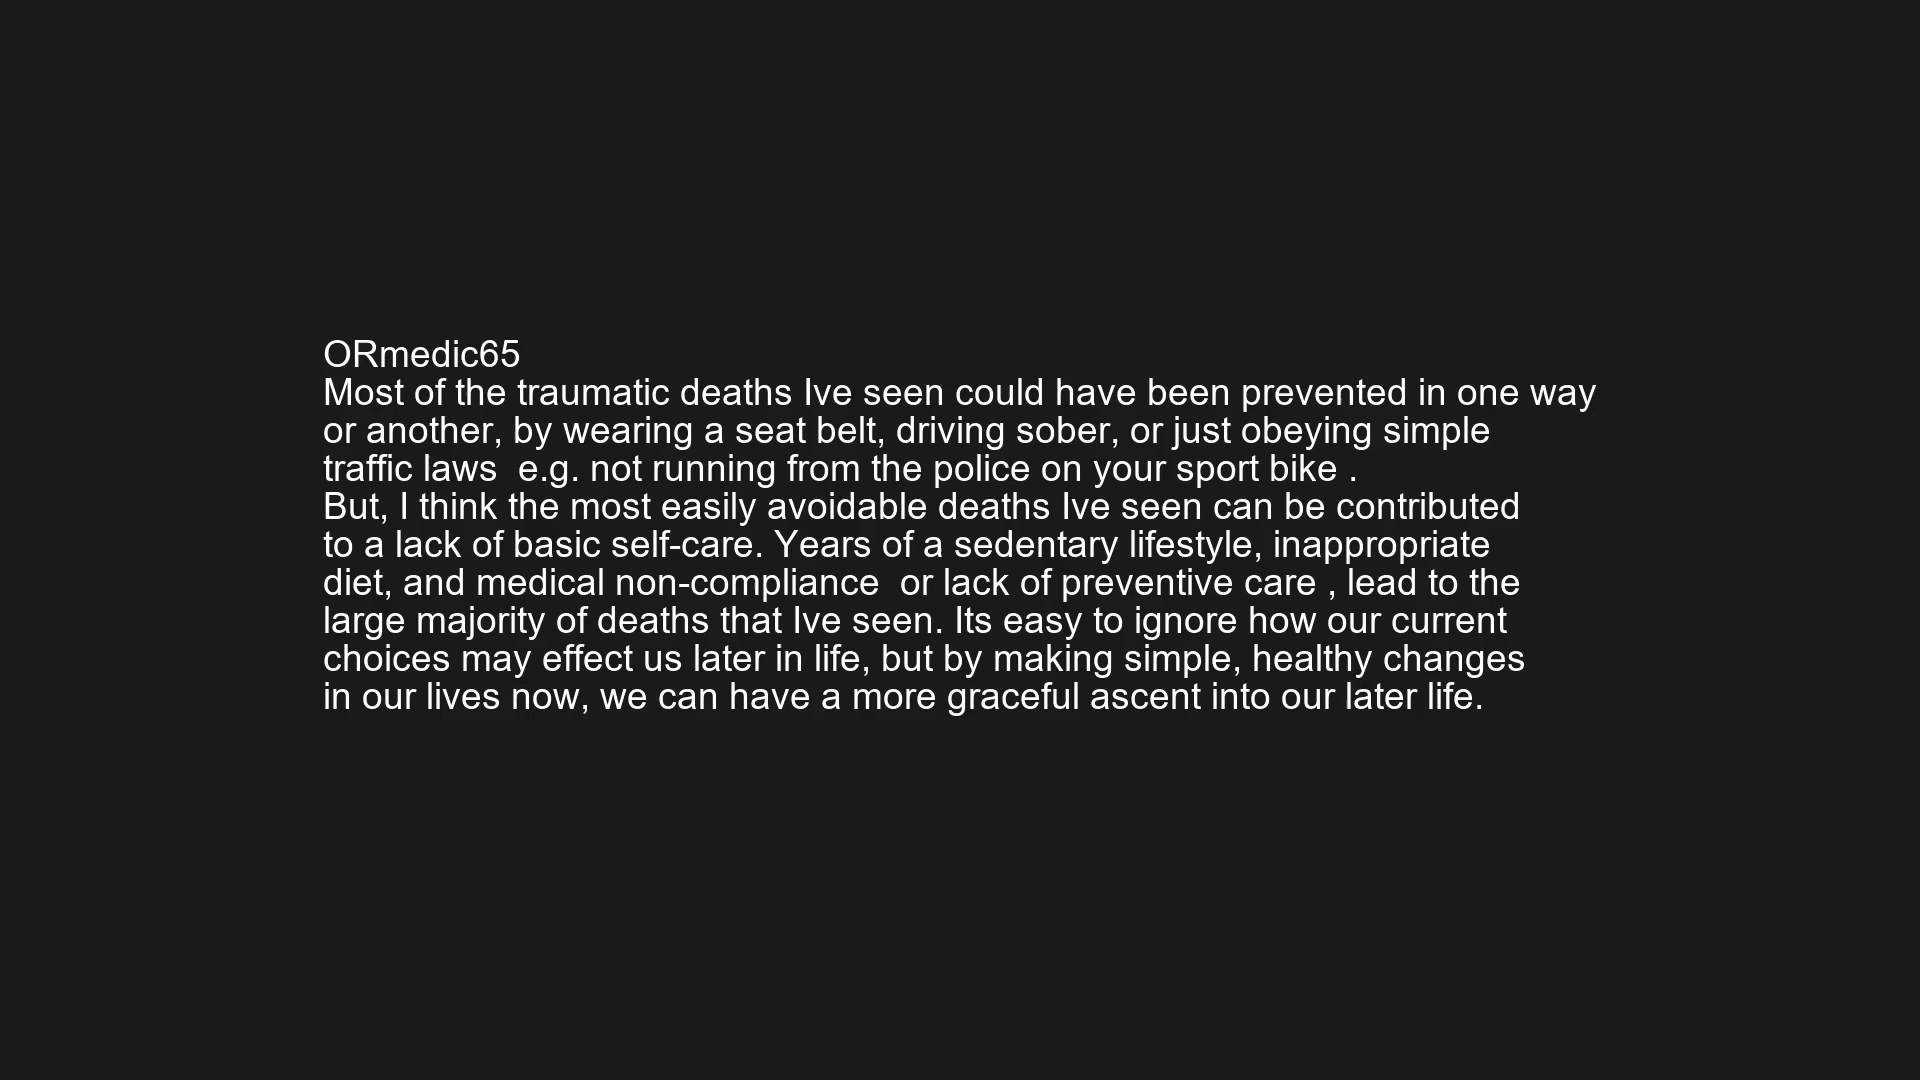 ORmedic65
Most of the traumatic deaths Ive seen could have been prevented in one way
or another, by wearing a seat belt, driving sober, or just obeying simple
traffic laws  e.g. not running from the police on your sport bike .
But, I think the most easily avoidable deaths Ive seen can be contributed
to a lack of basic self-care. Years of a sedentary lifestyle, inappropriate
diet, and medical non-compliance  or lack of preventive care , lead to the
large majority of deaths that Ive seen. Its easy to ignore how our current
choices may effect us later in life, but by making simple, healthy changes
in our lives now, we can have a more graceful ascent into our later life.